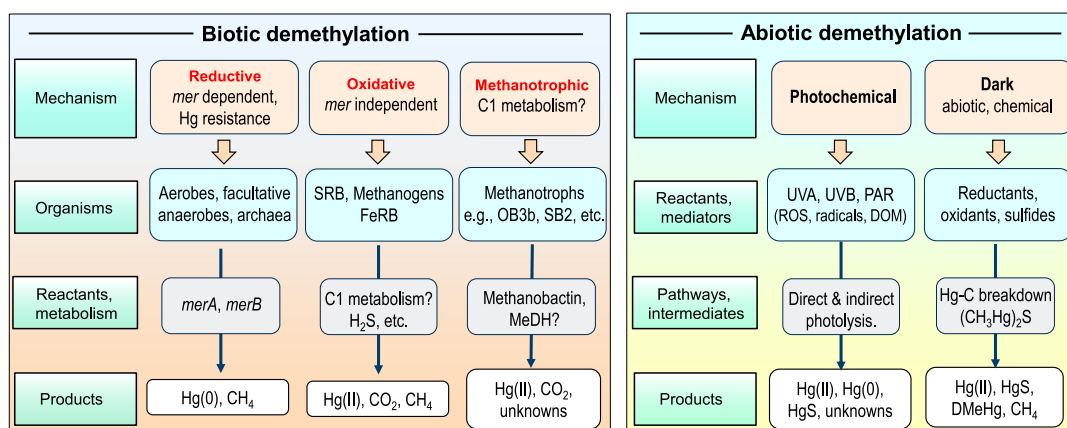 Biotic demethylation
Mechanism
Reductive
mer dependent,
Hg resistance
Oxidative
mer independent
Methanotrophic
C1 metabolism?
Organisms
Aerobes, facultative
anaerobes, archaea
SRB, Methanogens
FeRB
Methanotrophs
e.g., OB3b, SB2, etc.
Reactants,
metabolism
merA, merB
C1 metabolism?
H₂S, etc.
Methanobactin,
MeDH?
Products
Hg(0), CH₄
Hg(II), CO₂, CH₄
Hg(II), CO₂,
unknowns
Abiotic demethylation
Mechanism
Photochemical
Dark
abiotic, chemical
Reactants,
mediators
UVA, UVB, PAR
(ROS, radicals, DOM)
Reductants,
oxidants, sulfides
Pathways,
intermediates
Direct & indirect
photolysis.
Hg-C breakdown
(CH₃Hg)₂S
Products
Hg(II), Hg(0),
HgS, unknowns
Hg(II), HgS,
DMeHg, CH₄